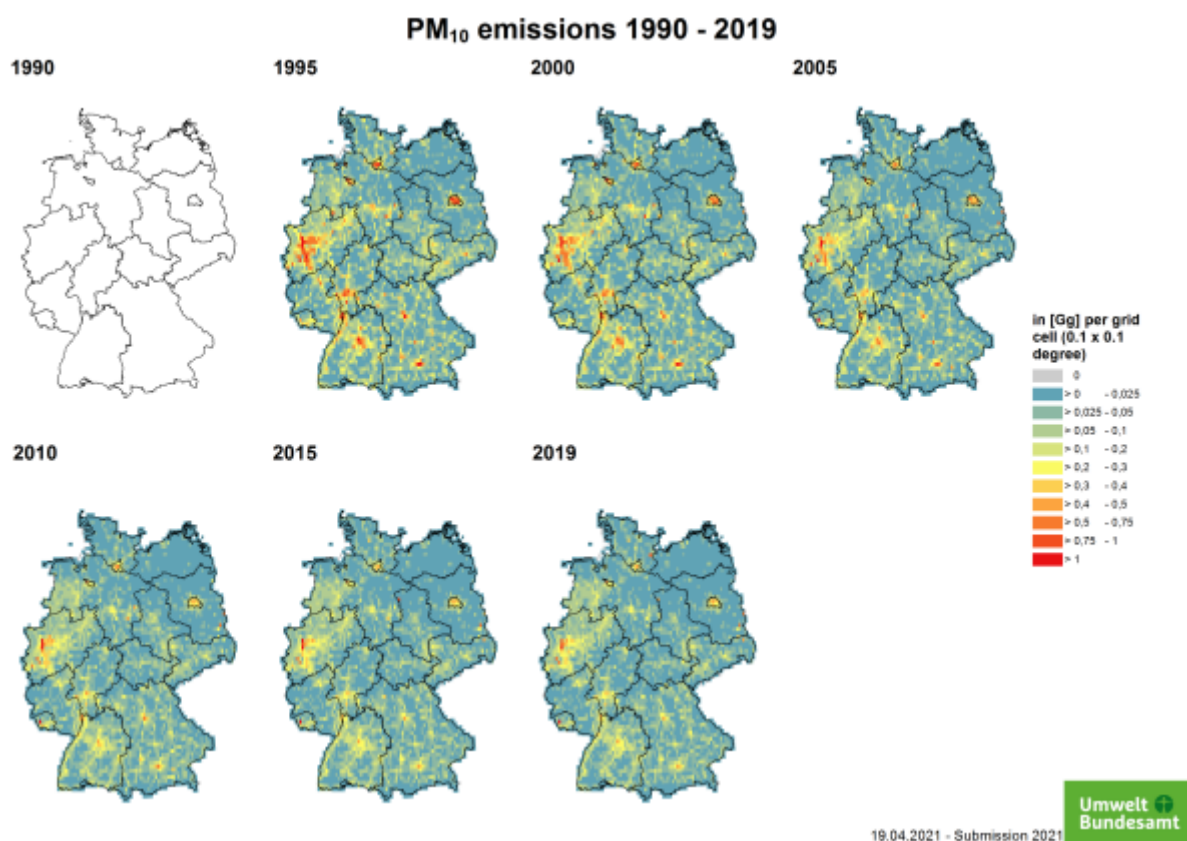 PM₁₀ emissions 1990 - 2019
1990
1995
2000
2005
in [Gg] per grid
cell (0.1 x 0.1
degree)
0
> 0 - 0,025
> 0,025 - 0,05
> 0,05 - 0,1
> 0,1 - 0,2
> 0,2 - 0,3
> 0,3 - 0,4
> 0,4 - 0,5
> 0,5 - 0,75
> 0,75 - 1
> 1
2010
2015
2019
Umwelt
Bundesamt
19.04.2021 - Submission 2021